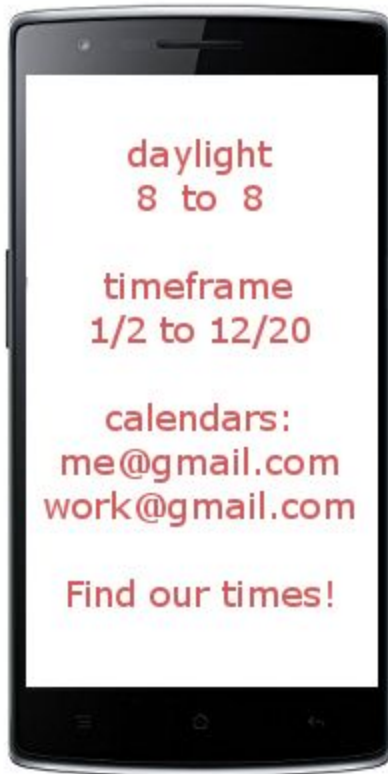 daylight
8 to 8
timeframe
1/2 to 12/20
calendars:
me@gmail.com
work@gmail.com
Find our times!